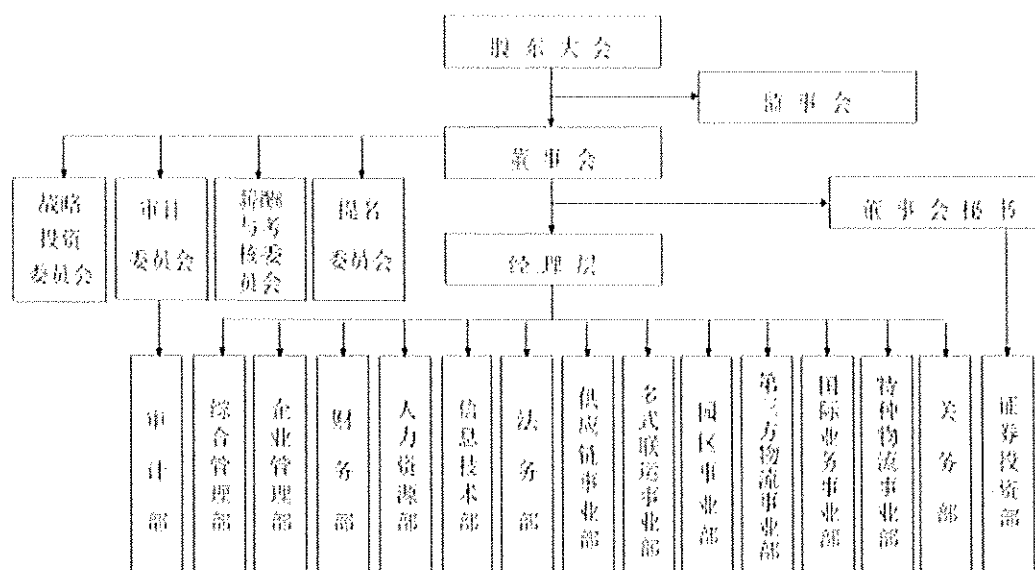 股东大会
监事会
董事会
战略
投资
委员会
审计
委员会
薪酬
与考
核委
员会
提名
委员会
董事会秘书
经理层
审计部
综合管理部
企业管理部
财务部
人力资源部
信息技术部
法务部
供应链事业部
多式联运事业部
园区事业部
第三方物流事业部
国际业务事业部
特种物流事业部
关务部
证券投资部